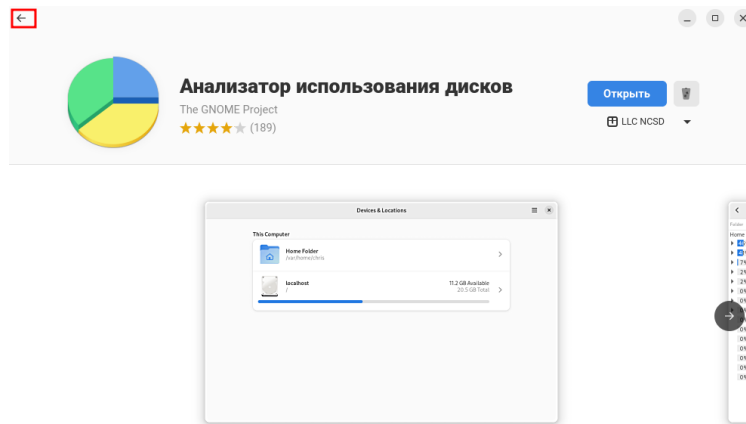 Анализатор использования дисков
Открыть
The GNOME Project
(189)
LLC NCSD
Devices & Locations
This Computer
Home Folder
/var/home/chris
localhost
11.2 GB Available
/
20.5 GB Total
Folder
Home